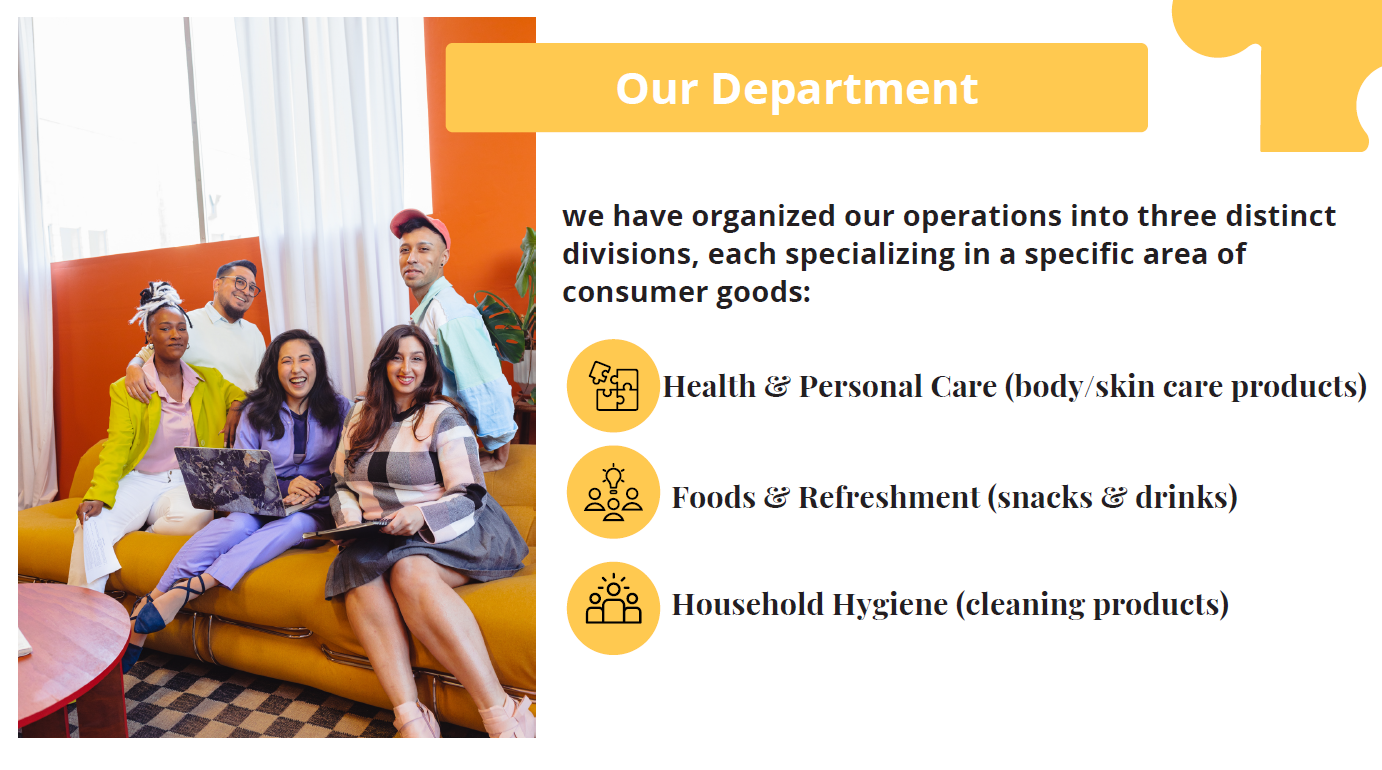 Our Department
we have organized our operations into three distinct
divisions, each specializing in a specific area of
consumer goods:
Health & Personal Care (body/skin care products)
Foods & Refreshment (snacks & drinks)
Household Hygiene (cleaning products)